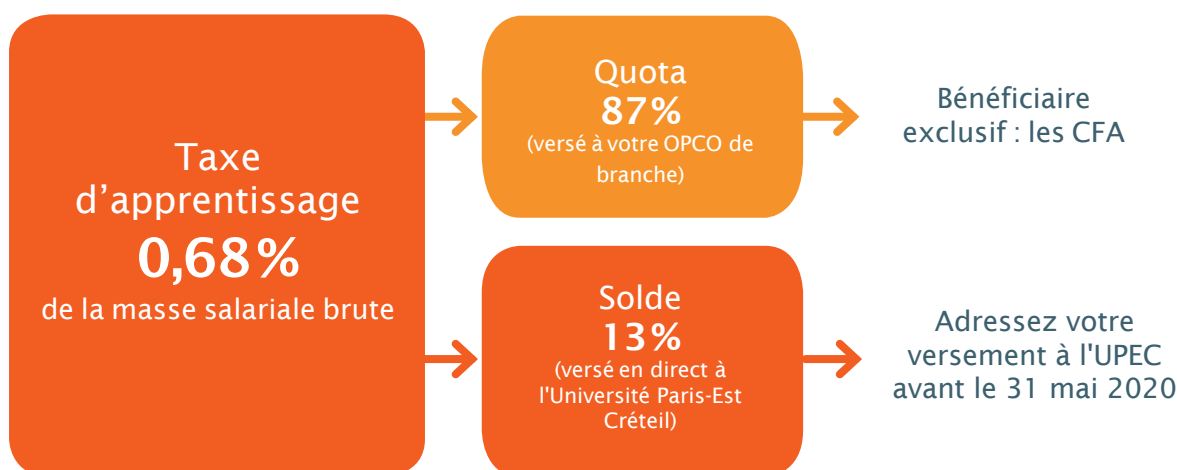 Taxe
d’apprentissage
0,68%
de la masse salariale brute
Quota
87%
(versé à votre OPCO de
branche)
Bénéficiaire
exclusif : les CFA
Solde
13%
(versé en direct à
l'Université Paris-Est
Créteil)
Adressez votre
versement à l'UPEC
avant le 31 mai 2020